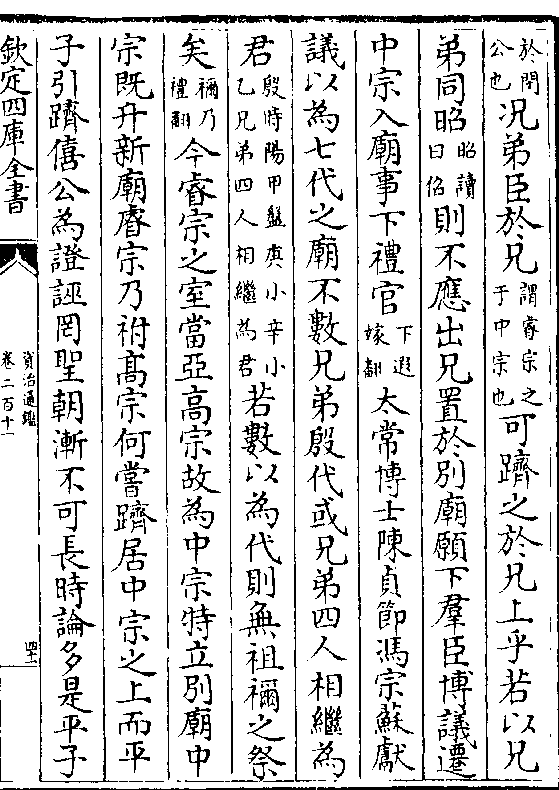 於閔公也况弟臣於兄謂睿宗之于中宗也可躋之於兄上乎若以兄
弟同昭昭讀曰佋則不應出兄置於别廟願下羣臣博議遷
中宗入廟事下禮官下遐嫁翻太常博士陳貞節馮宗蘇獻
議以為七代之廟不數兄弟殷代或兄弟四人相繼為
君殷時陽甲盤庚小辛小乙兄弟四人相繼為君若數以為代則無祖禰之祭
矣禰乃禮翻今睿宗之室當亞高宗故為中宗特立别廟中
宗既升新廟睿宗乃祔高宗何嘗躋居中宗之上而平
子引躋僖公為證誣罔聖朝漸不可長時論多是平子
欽定四庫全書
資治通鑑
卷二百十一